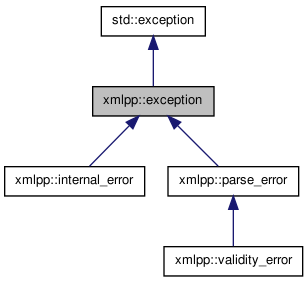 std::exception
xmlpp::exception
xmlpp::internal_error
xmlpp::parse_error
xmlpp::validity_error